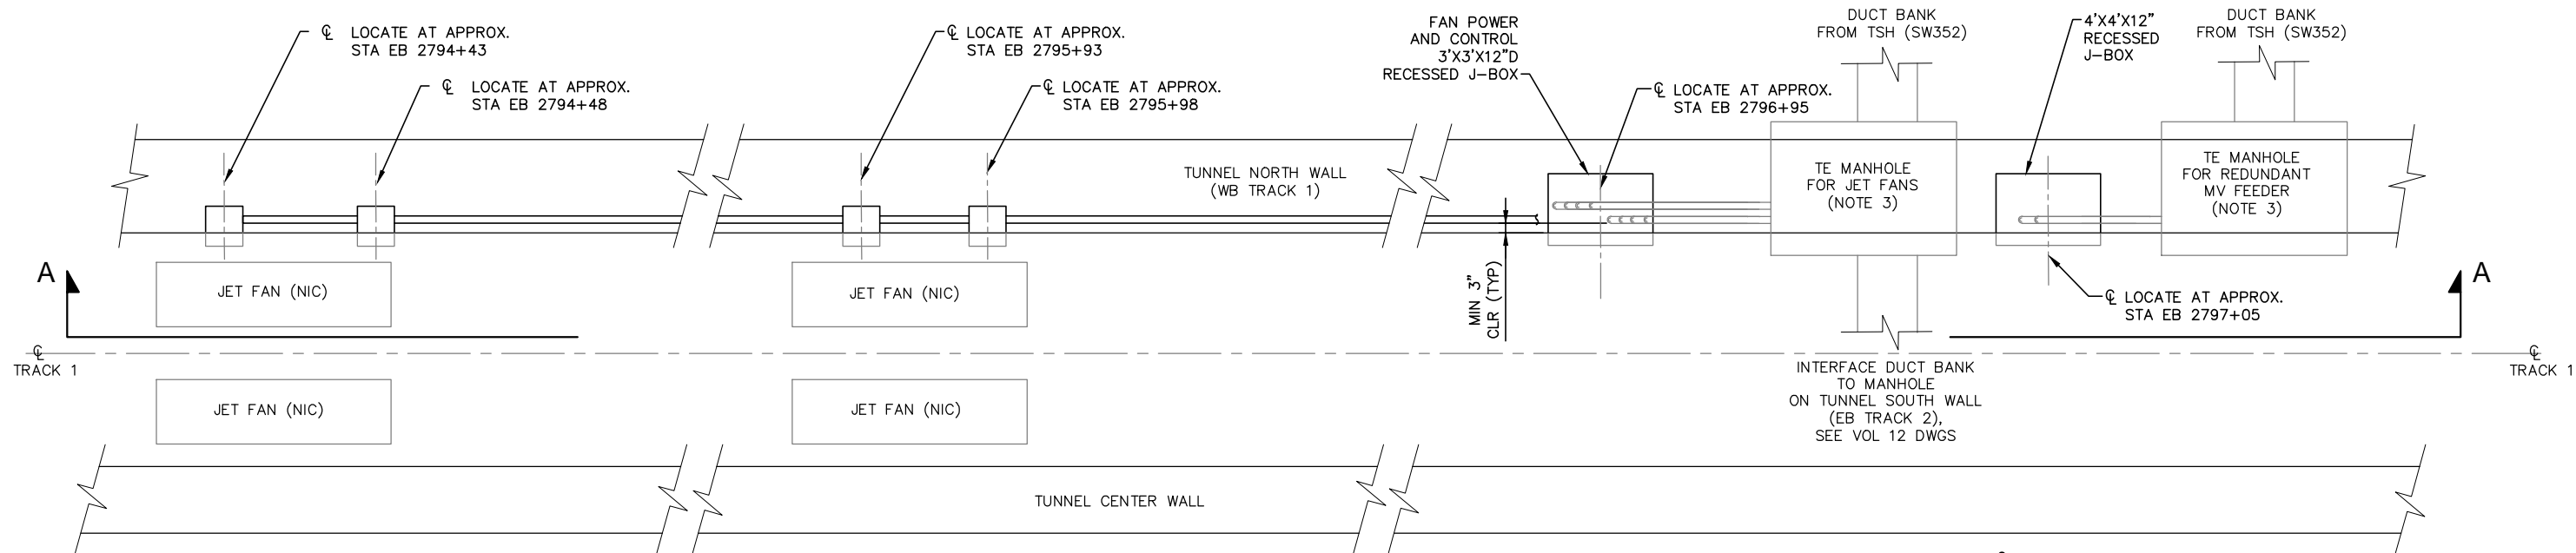 ℄ LOCATE AT APPROX.
STA EB 2794+43
℄ LOCATE AT APPROX.
STA EB 2794+48
℄ LOCATE AT APPROX.
STA EB 2795+93
℄ LOCATE AT APPROX.
STA EB 2795+98
FAN POWER
AND CONTROL
3'X3'X12"D
RECESSED J-BOX
℄ LOCATE AT APPROX.
STA EB 2796+95
DUCT BANK
FROM TSH (SW352)
4'X4'X12"
RECESSED
J-BOX
DUCT BANK
FROM TSH (SW352)
TUNNEL NORTH WALL
(WB TRACK 1)
TE MANHOLE
FOR JET FANS
(NOTE 3)
TE MANHOLE
FOR REDUNDANT
MV FEEDER
(NOTE 3)
A
JET FAN (NIC)
JET FAN (NIC)
MIN 3"
CLR (TYP)
A
℄ LOCATE AT APPROX.
STA EB 2797+05
℄
TRACK 1
℄
TRACK 1
INTERFACE DUCT BANK
TO MANHOLE
ON TUNNEL SOUTH WALL
(EB TRACK 2),
SEE VOL 12 DWGS
JET FAN (NIC)
JET FAN (NIC)
TUNNEL CENTER WALL